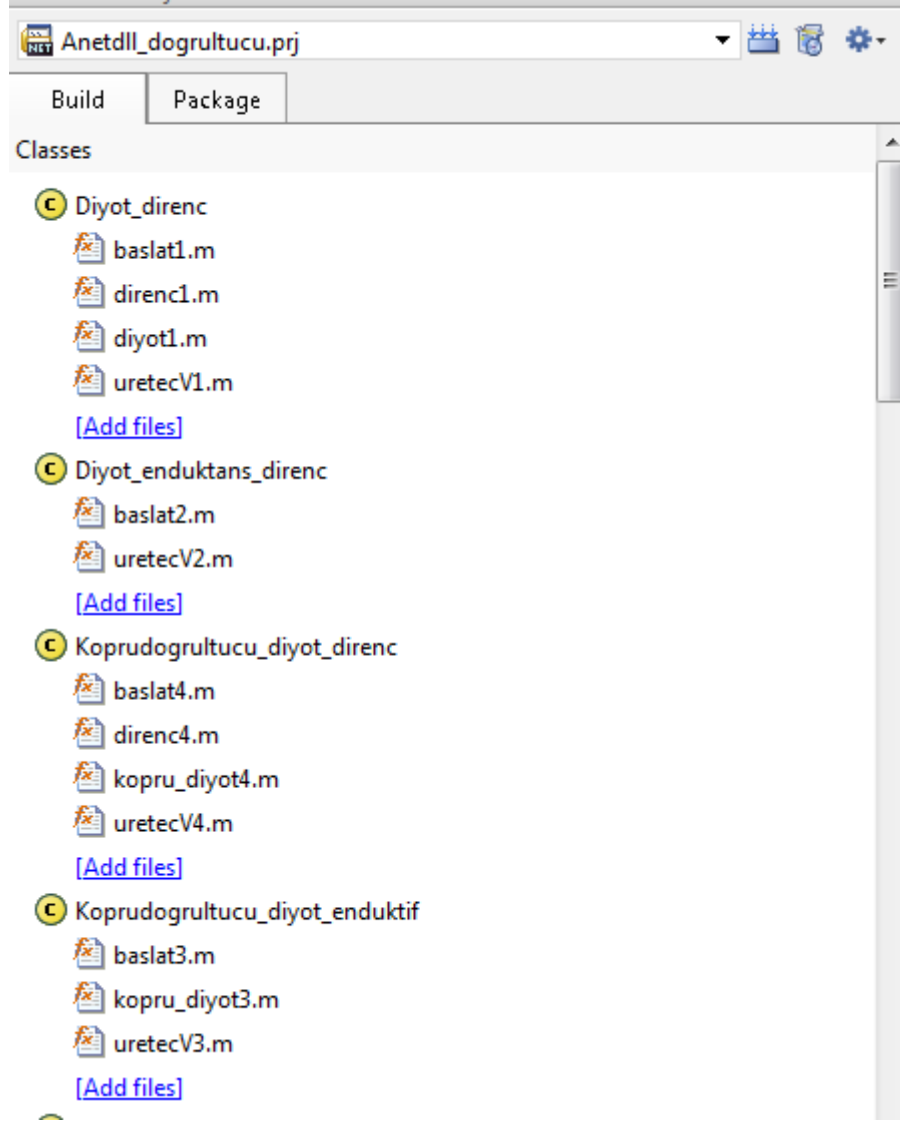 Anetdll_dogrultucu.prj
Build Package
Classes
Diyot_direnc
baslat1.m
direnc1.m
diyot1.m
uretecV1.m
[Add files]
Diyot_enduktans_direnc
baslat2.m
uretecV2.m
[Add files]
Koprudogrultucu_diyot_direnc
baslat4.m
direnc4.m
kopru_diyot4.m
uretecV4.m
[Add files]
Koprudogrultucu_diyot_enduktif
baslat3.m
kopru_diyot3.m
uretecV3.m
[Add files]